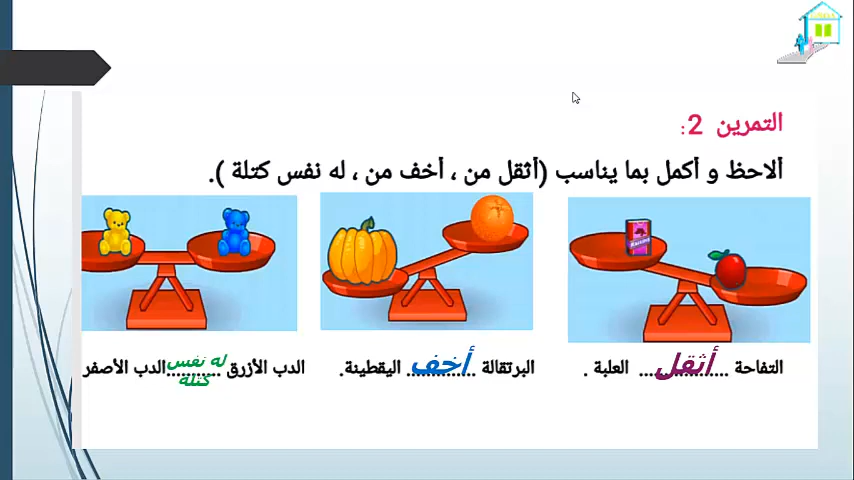 التمرين 2:
ألاحظ و أكمل بما يناسب (أثقل من ، أخف من ، له نفس كتلة ).
Raisins
التفاحة ....أثقل.... العلبة .
البرتقالة ....أخف.... اليقطينة.
الدب الأزرق ....له نفس كتلة.... الدب الأصفر